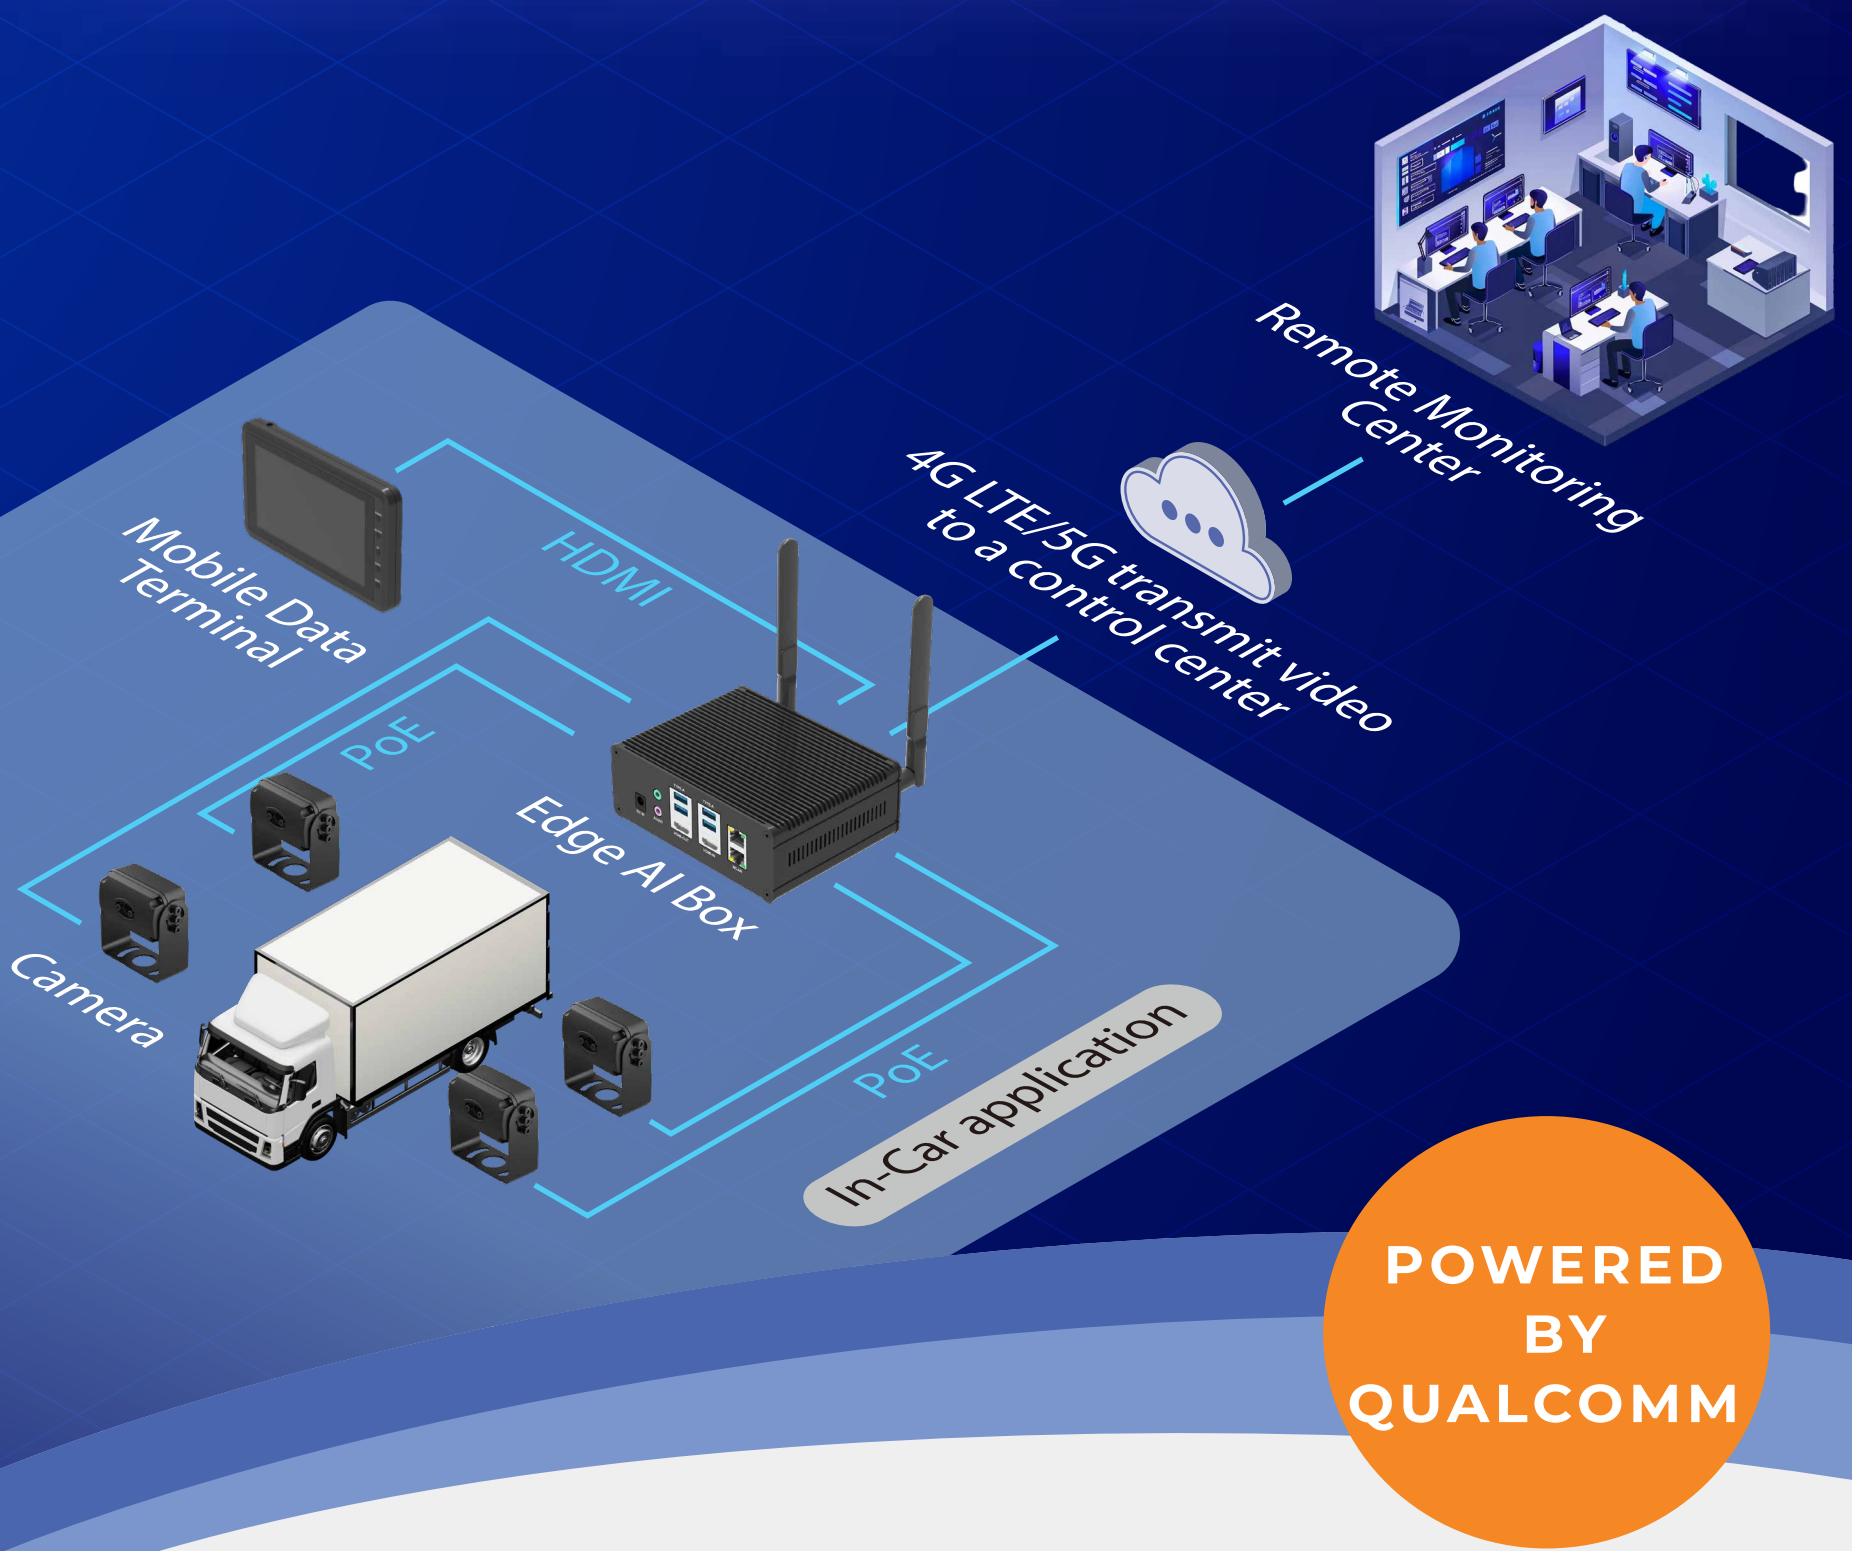 Remote Monitoring
Center
4G LTE/5G transmit video
to a control center
HDMI
Mobile Data
Terminal
PoE
Edge AI Box
Camera
PoE
In-Car application
POWERED
BY
QUALCOMM